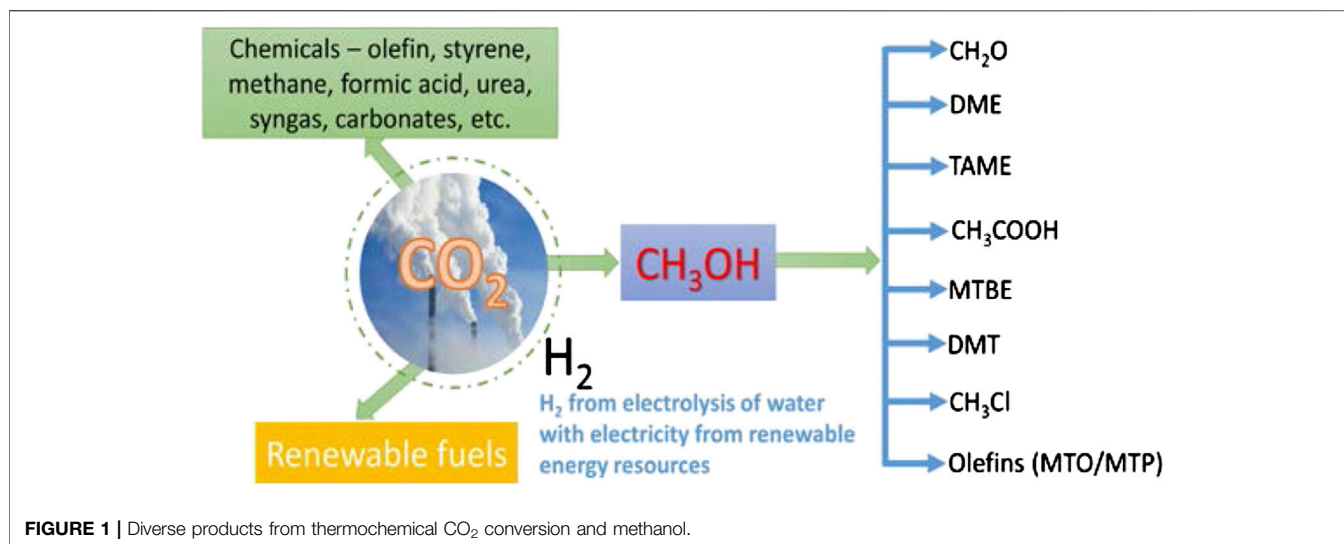 Chemicals – olefin, styrene,
methane, formic acid, urea,
syngas, carbonates, etc.
CO₂
H₂
H₂ from electrolysis of water
with electricity from renewable
energy resources
Renewable fuels
CH₃OH
CH₂O
DME
TAME
CH₃COOH
MTBE
DMT
CH₃Cl
Olefins (MTO/MTP)
FIGURE 1 | Diverse products from thermochemical CO₂ conversion and methanol.